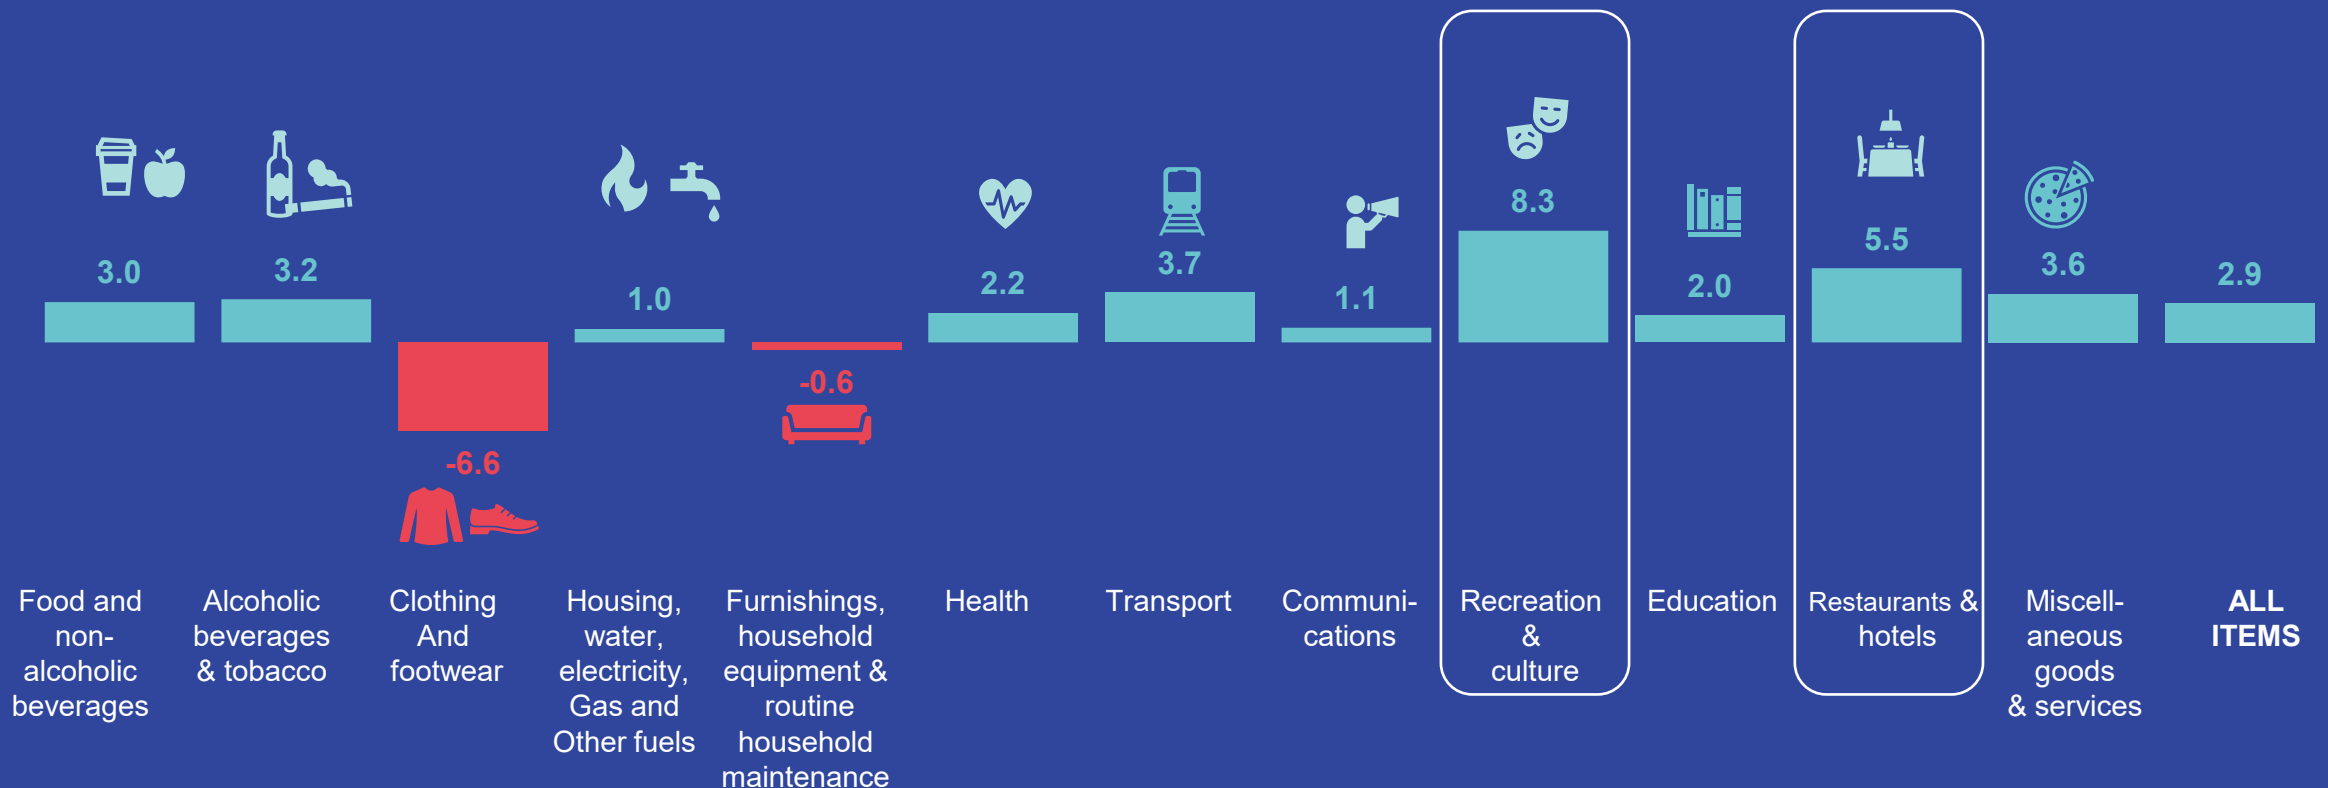 3.0
3.2
-6.6
1.0
-0.6
2.2
3.7
1.1
8.3
2.0
5.5
3.6
2.9
Food and
non-
alcoholic
beverages
Alcoholic
beverages
& tobacco
Clothing
And
footwear
Housing,
water,
electricity,
Gas and
Other fuels
Furnishings,
household
equipment &
routine
household
maintenance
Health
Transport
Communi-
cations
Recreation
&
culture
Education
Restaurants &
hotels
Miscell-
aneous
goods
& services
ALL
ITEMS